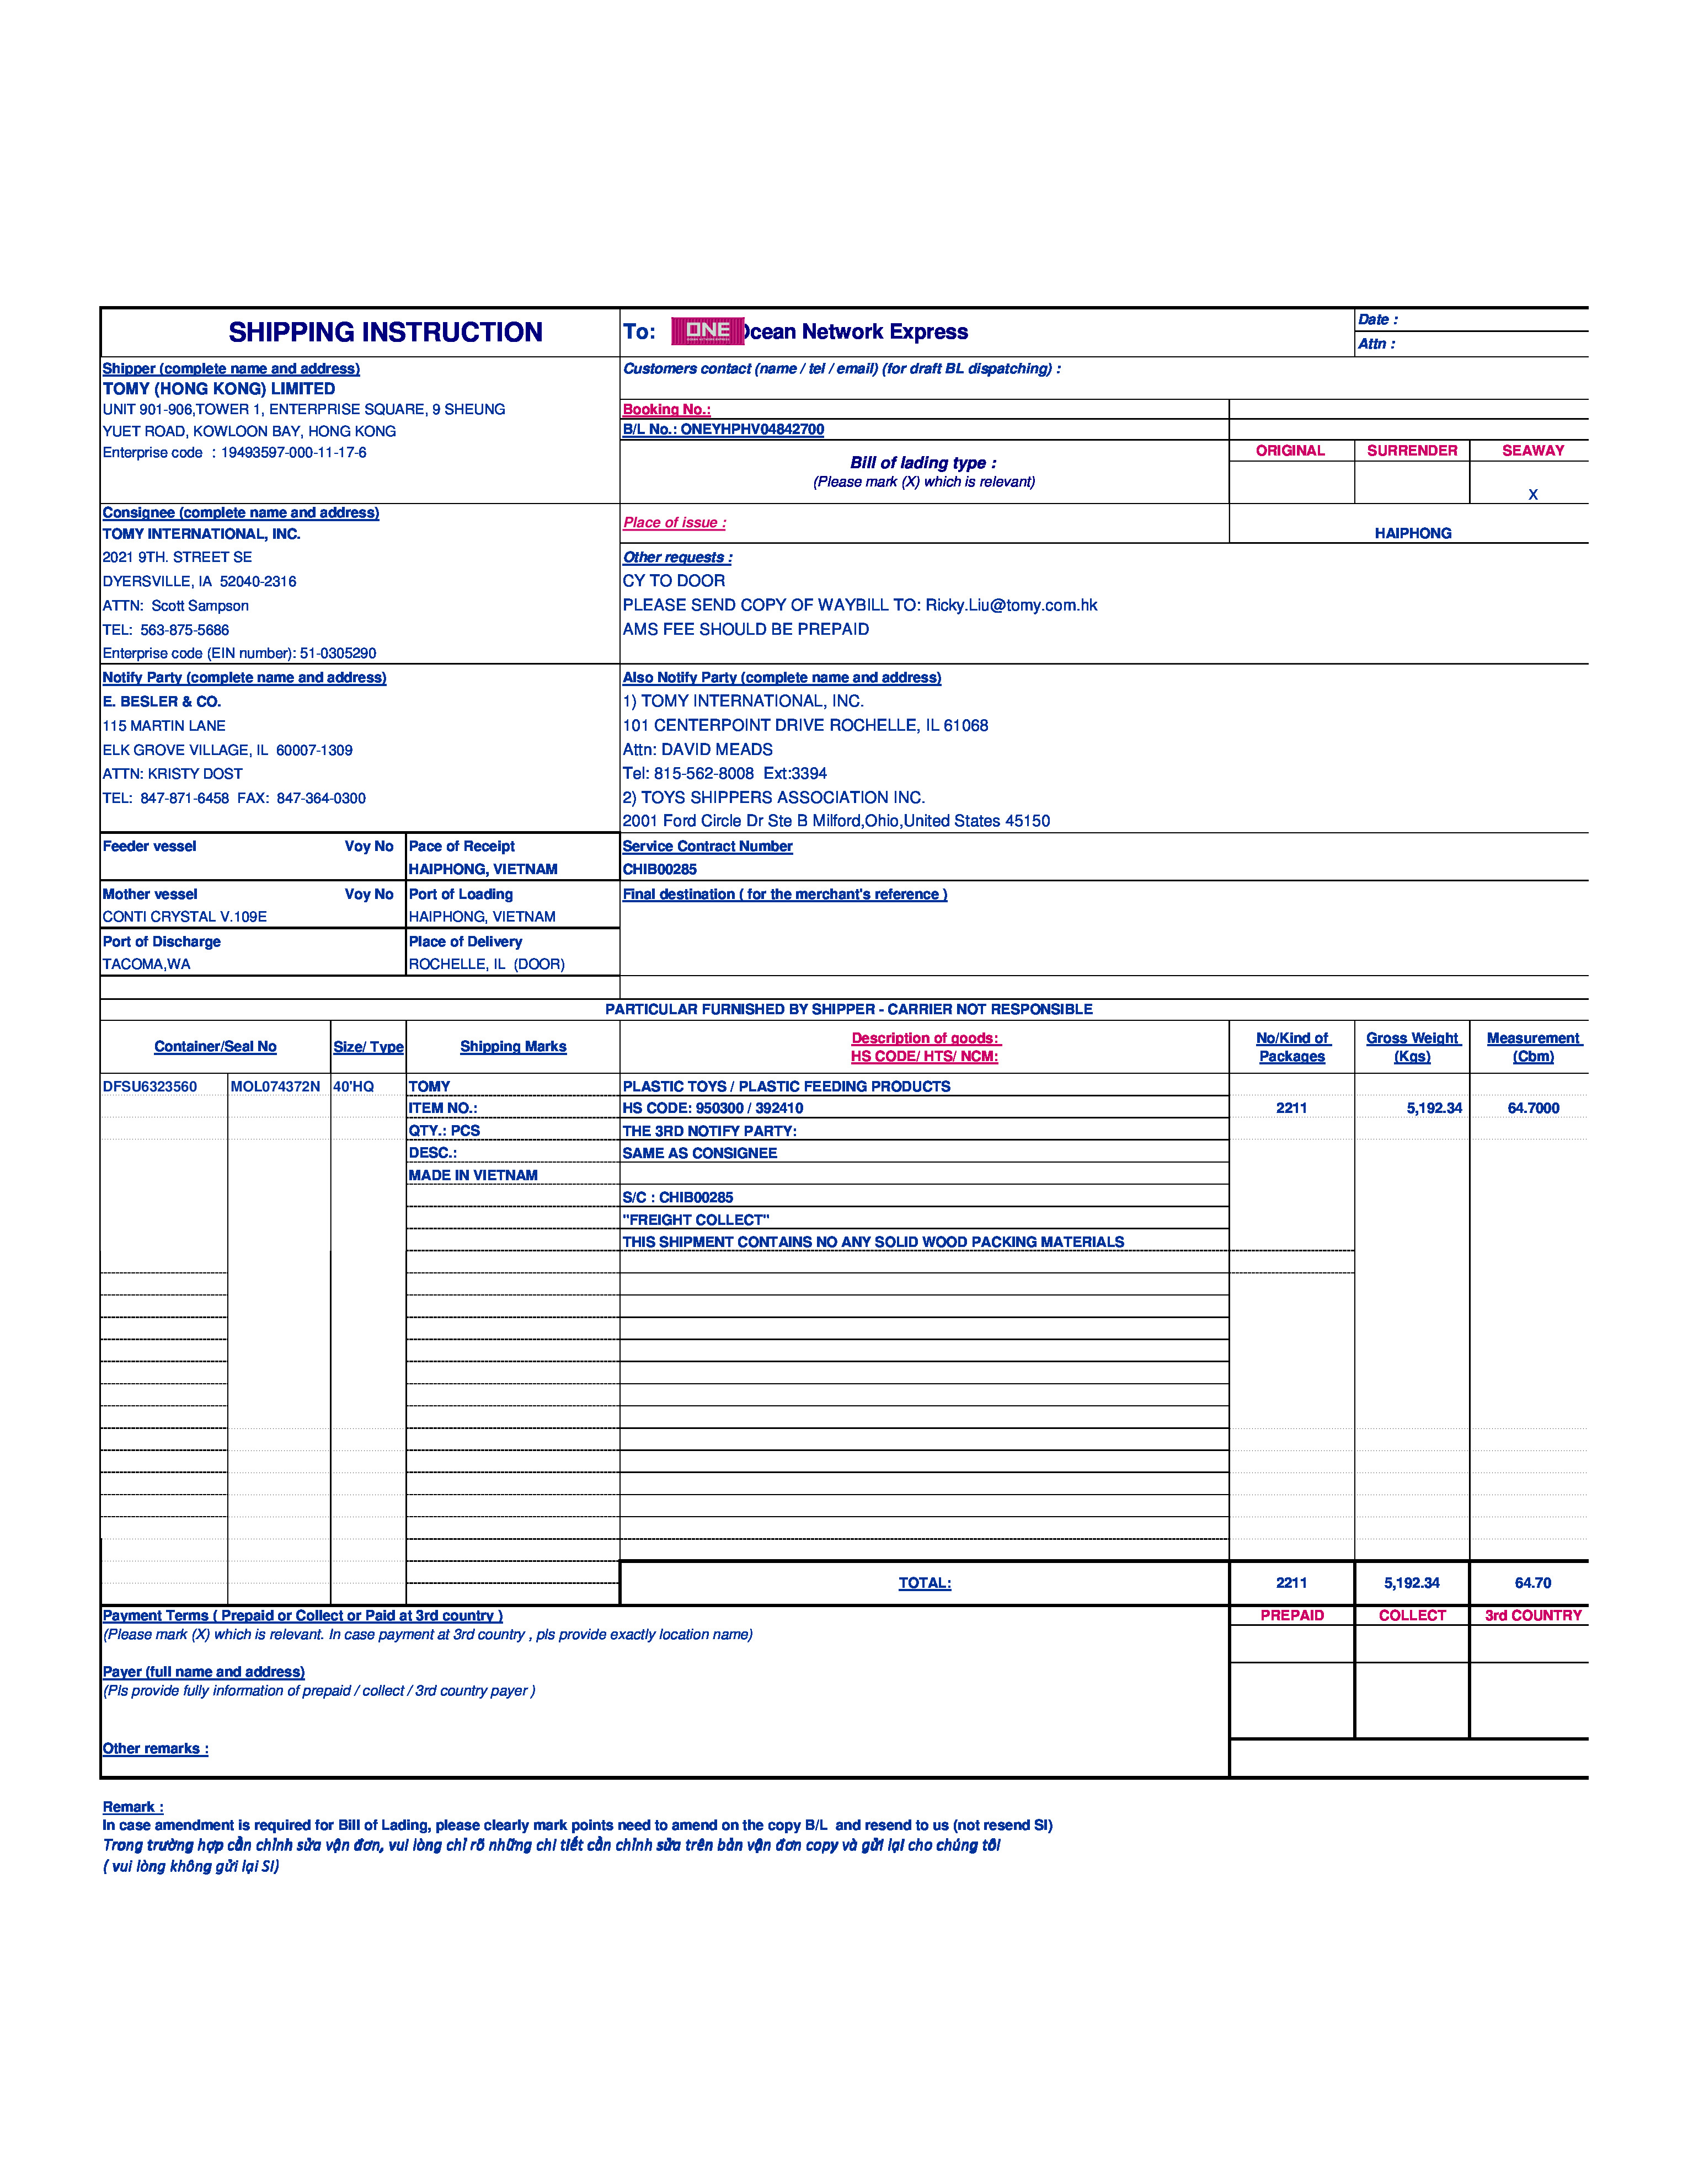 SHIPPING INSTRUCTION
To: ONE Ocean Network Express
Date :
Attn :
Shipper (complete name and address)
TOMY (HONG KONG) LIMITED
UNIT 901-906,TOWER 1, ENTERPRISE SQUARE, 9 SHEUNG
YUET ROAD, KOWLOON BAY, HONG KONG
Enterprise code : 19493597-000-11-17-6
Customers contact (name / tel / email) (for draft BL dispatching) :
Booking No.:
B/L No.: ONEYHPHV04842700
Bill of lading type :
(Please mark (X) which is relevant)
ORIGINAL SURRENDER SEAWAY
X
Consignee (complete name and address)
TOMY INTERNATIONAL, INC.
2021 9TH. STREET SE
DYERSVILLE, IA 52040-2316
ATTN: Scott Sampson
TEL: 563-875-5686
Enterprise code (EIN number): 51-0305290
Place of issue :
HAIPHONG
Other requests :
CY TO DOOR
PLEASE SEND COPY OF WAYBILL TO: Ricky.Liu@tomy.com.hk
AMS FEE SHOULD BE PREPAID
Notify Party (complete name and address)
E. BESLER & CO.
115 MARTIN LANE
ELK GROVE VILLAGE, IL 60007-1309
ATTN: KRISTY DOST
TEL: 847-871-6458 FAX: 847-364-0300
Also Notify Party (complete name and address)
1) TOMY INTERNATIONAL, INC.
101 CENTERPOINT DRIVE ROCHELLE, IL 61068
Attn: DAVID MEADS
Tel: 815-562-8008 Ext:3394
2) TOYS SHIPPERS ASSOCIATION INC.
2001 Ford Circle Dr Ste B Milford,Ohio,United States 45150
Feeder vessel Voy No Pace of Receipt
HAIPHONG, VIETNAM
Service Contract Number
CHIB00285
Mother vessel Voy No Port of Loading
CONTI CRYSTAL V.109E HAIPHONG, VIETNAM
Final destination ( for the merchant's reference )
Port of Discharge Place of Delivery
TACOMA,WA ROCHELLE, IL (DOOR)
PARTICULAR FURNISHED BY SHIPPER - CARRIER NOT RESPONSIBLE
Container/Seal No Size/ Type Shipping Marks Description of goods: No/Kind of Gross Weight Measurement
HS CODE/ HTS/ NCM: Packages (Kgs) (Cbm)
DFSU6323560 MOL074372N 40'HQ TOMY PLASTIC TOYS / PLASTIC FEEDING PRODUCTS
ITEM NO.: HS CODE: 950300 / 392410 2211 5,192.34 64.7000
QTY.: PCS THE 3RD NOTIFY PARTY:
DESC.: SAME AS CONSIGNEE
MADE IN VIETNAM
S/C : CHIB00285
"FREIGHT COLLECT"
THIS SHIPMENT CONTAINS NO ANY SOLID WOOD PACKING MATERIALS
TOTAL: 2211 5,192.34 64.70
Payment Terms ( Prepaid or Collect or Paid at 3rd country ) PREPAID COLLECT 3rd COUNTRY
(Please mark (X) which is relevant. In case payment at 3rd country , pls provide exactly location name)
Payer (full name and address)
(Pls provide fully information of prepaid / collect / 3rd country payer )
Other remarks :
Remark :
In case amendment is required for Bill of Lading, please clearly mark points need to amend on the copy B/L and resend to us (not resend SI)
Trong trường hợp cần chỉnh sửa vận đơn, vui lòng chỉ rõ những chi tiết cần chỉnh sửa trên bản vận đơn copy và gửi lại cho chúng tôi
( vui lòng không gửi lại SI)